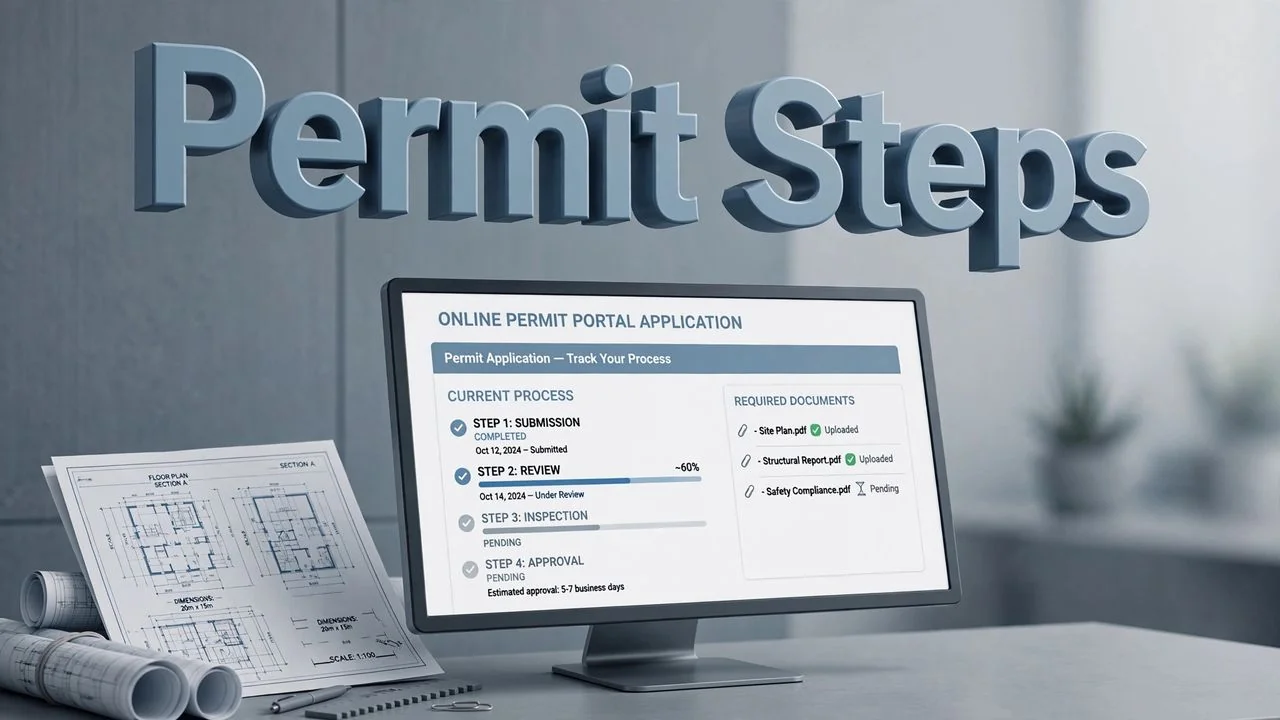 Permit Steps
ONLINE PERMIT PORTAL APPLICATION
Permit Application — Track Your Process
CURRENT PROCESS
STEP 1: SUBMISSION
COMPLETED
Oct 12, 2024 – Submitted
STEP 2: REVIEW ~60%
Oct 14, 2024 – Under Review
STEP 3: INSPECTION
PENDING
STEP 4: APPROVAL
PENDING
Estimated approval: 5-7 business days
REQUIRED DOCUMENTS
- Site Plan.pdf Uploaded
- Structural Report.pdf Uploaded
- Safety Compliance.pdf Pending
FLOOR PLAN
SECTION A
SECTION A
DIMENSIONS:
20m x 15m
DIMENSIONS:
20m x 15m
SCALE: 1:100